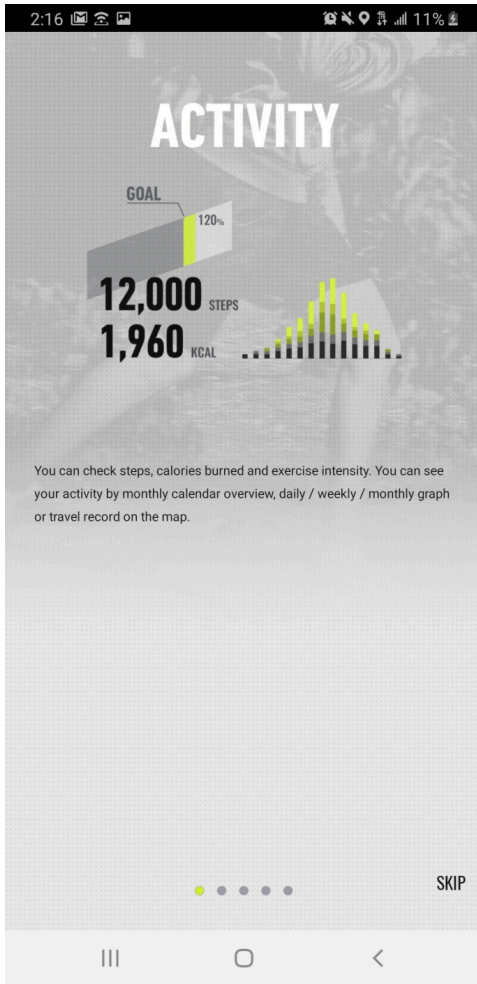 2:16
11%
ACTIVITY
GOAL
120%
12,000 STEPS
1,960 KCAL
You can check steps, calories burned and exercise intensity. You can see
your activity by monthly calendar overview, daily / weekly / monthly graph
or travel record on the map.
SKIP